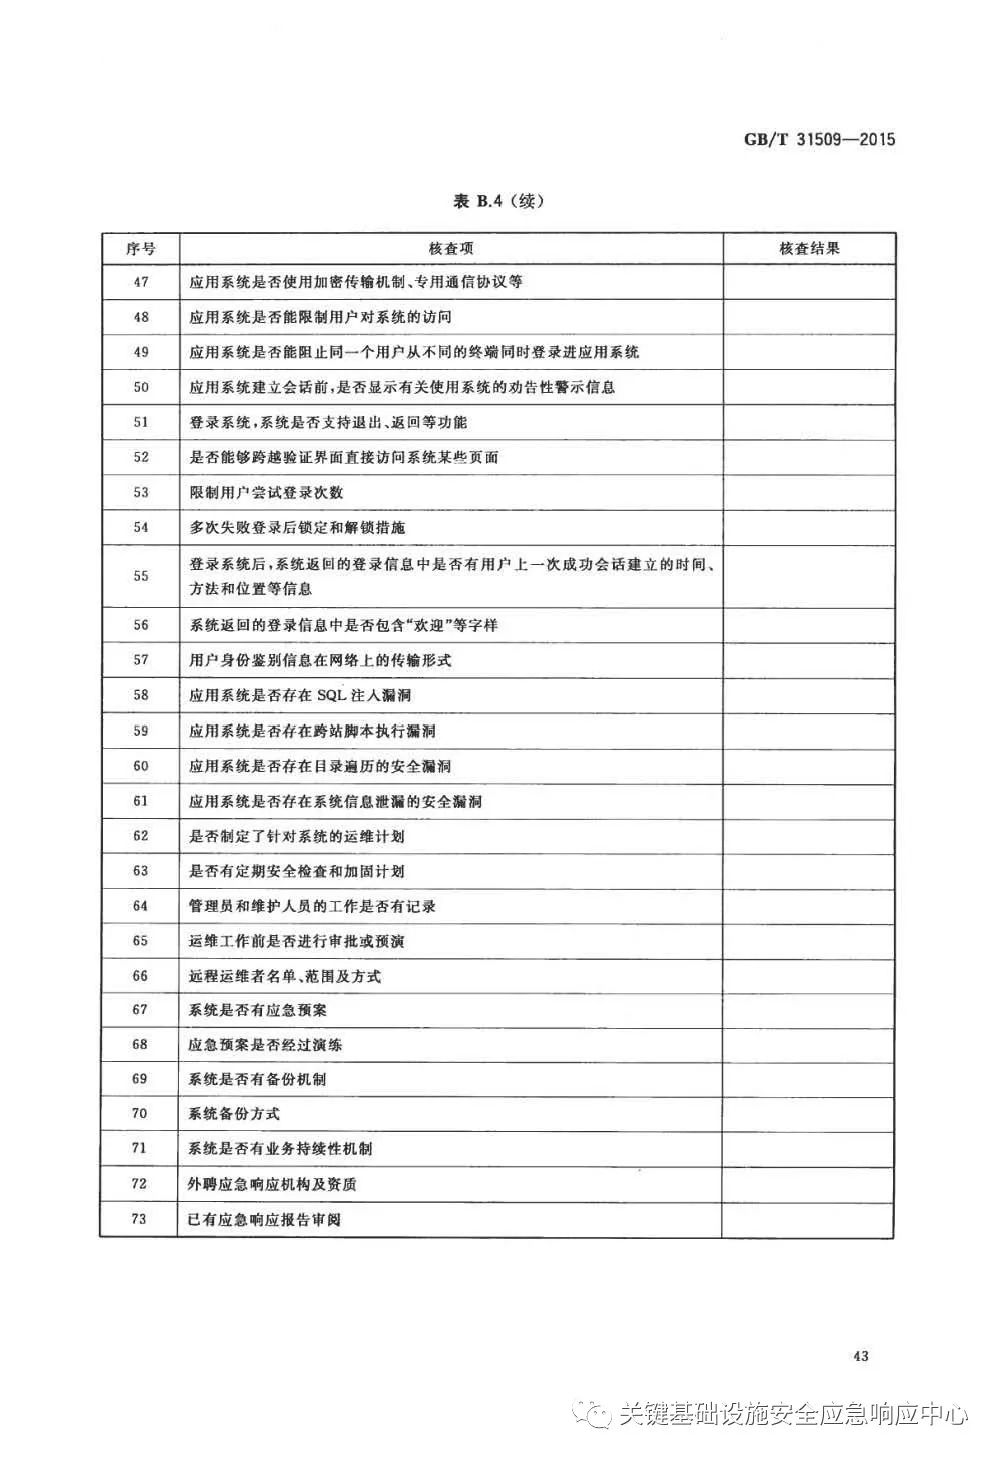 GB/T 31509—2015
表 B.4（续）
序号 核查项 核查结果
47 应用系统是否使用加密传输机制、专用通信协议等
48 应用系统是否能限制用户对系统的访问
49 应用系统是否能阻止同一个用户从不同的终端同时登录进应用系统
50 应用系统建立会话前,是否显示有关使用系统的劝告性警示信息
51 登录系统,系统是否支持退出、返回等功能
52 是否能够跨越验证界面直接访问系统某些页面
53 限制用户尝试登录次数
54 多次失败登录后锁定和解锁措施
55 登录系统后,系统返回的登录信息中是否有用户上一次成功会话建立的时间、
方法和位置等信息
56 系统返回的登录信息中是否包含“欢迎”等字样
57 用户身份鉴别信息在网络上的传输形式
58 应用系统是否存在 SQL 注入漏洞
59 应用系统是否存在跨站脚本执行漏洞
60 应用系统是否存在目录遍历的安全漏洞
61 应用系统是否存在系统信息泄漏的安全漏洞
62 是否制定了针对系统的运维计划
63 是否有定期安全检查和加固计划
64 管理员和维护人员的工作是否有记录
65 运维工作前是否进行审批或预演
66 远程运维者名单、范围及方式
67 系统是否有应急预案
68 应急预案是否经过演练
69 系统是否有备份机制
70 系统备份方式
71 系统是否有业务持续性机制
72 外聘应急响应机构及资质
73 已有应急响应报告审阅
43
关键基础设施安全应急响应中心